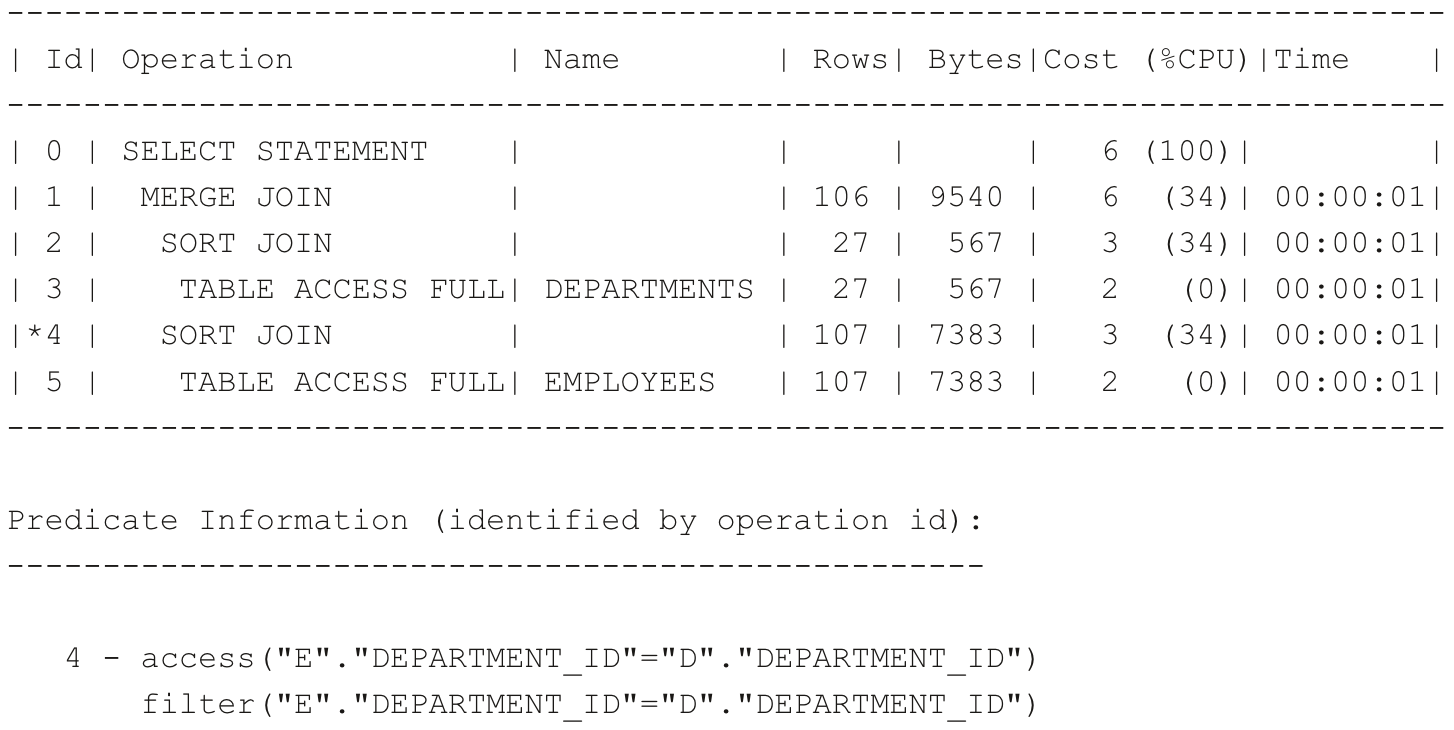 ---------------------------------------------------------------------------
| Id| Operation            | Name        | Rows| Bytes|Cost (%CPU)|Time    |
---------------------------------------------------------------------------
| 0 | SELECT STATEMENT     |             |     |      |   6 (100)|         |
| 1 |  MERGE JOIN          |             | 106 | 9540 |   6  (34)| 00:00:01|
| 2 |   SORT JOIN          |             |  27 |  567 |   3  (34)| 00:00:01|
| 3 |    TABLE ACCESS FULL| DEPARTMENTS |  27 |  567 |   2   (0)| 00:00:01|
|*4 |   SORT JOIN          |             | 107 | 7383 |   3  (34)| 00:00:01|
| 5 |    TABLE ACCESS FULL| EMPLOYEES   | 107 | 7383 |   2   (0)| 00:00:01|
---------------------------------------------------------------------------
Predicate Information (identified by operation id):
---------------------------------------------------
4 - access("E"."DEPARTMENT_ID"="D"."DEPARTMENT_ID")
filter("E"."DEPARTMENT_ID"="D"."DEPARTMENT_ID")